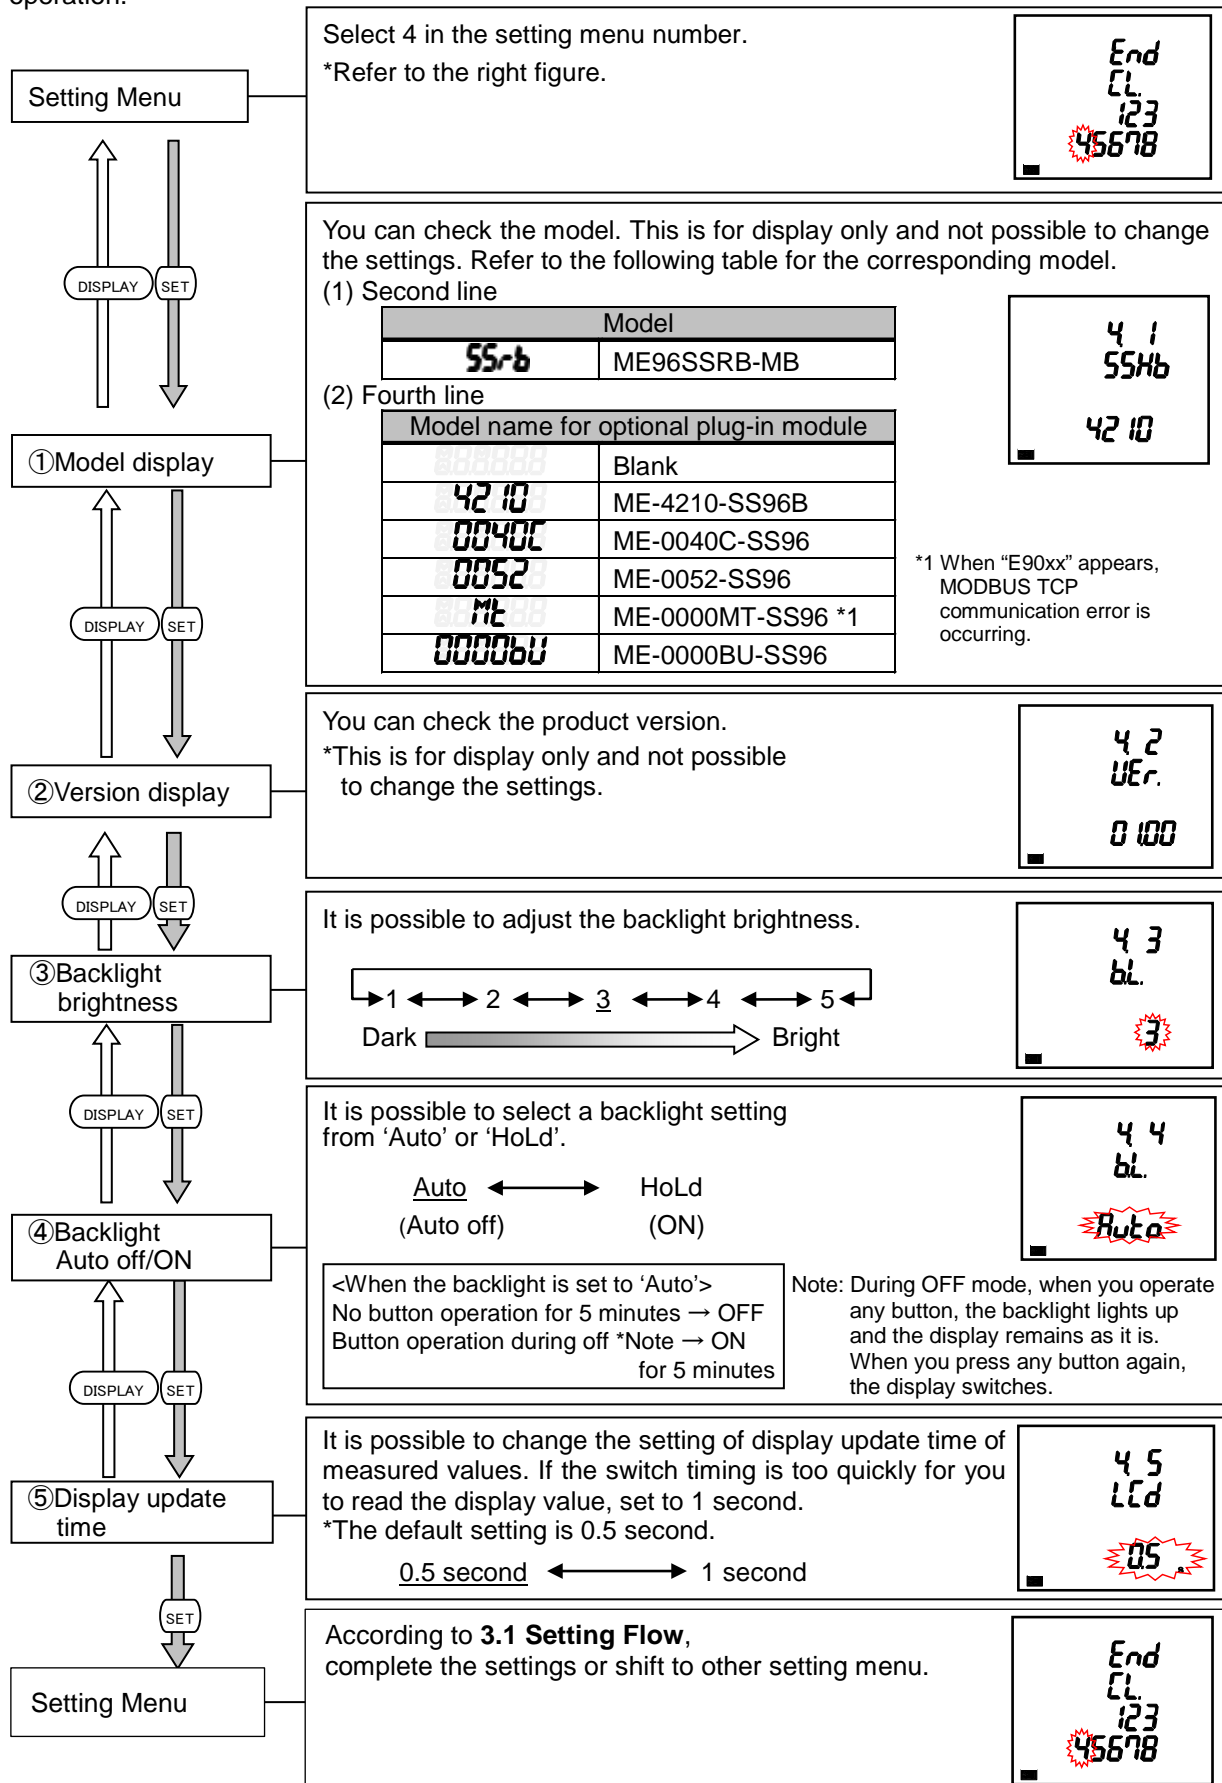 operation.
Setting Menu
Select 4 in the setting menu number.
*Refer to the right figure.
End
CL.
123
45678
DISPLAY SET
①Model display
You can check the model. This is for display only and not possible to change
the settings. Refer to the following table for the corresponding model.
(1) Second line
Model
SSrb ME96SSRB-MB
(2) Fourth line
Model name for optional plug-in module
Blank
4210 ME-4210-SS96B
0040C ME-0040C-SS96
0052 ME-0052-SS96
Mt ME-0000MT-SS96 *1
0000bU ME-0000BU-SS96
4. 1
SSHb
4210
*1 When “E90xx” appears,
MODBUS TCP
communication error is
occurring.
DISPLAY SET
②Version display
You can check the product version.
*This is for display only and not possible
to change the settings.
4. 2
VEr.
01.00
DISPLAY SET
③Backlight
brightness
It is possible to adjust the backlight brightness.
1 2 3 4 5
Dark Bright
4. 3
b.L.
3
DISPLAY SET
④Backlight
Auto off/ON
It is possible to select a backlight setting
from ‘Auto’ or ‘HoLd’.
Auto HoLd
(Auto off) (ON)
<When the backlight is set to ‘Auto’>
No button operation for 5 minutes → OFF
Button operation during off *Note → ON
for 5 minutes
Note: During OFF mode, when you operate
any button, the backlight lights up
and the display remains as it is.
When you press any button again,
the display switches.
4. 4
b.L.
Auto
DISPLAY SET
⑤Display update
time
It is possible to change the setting of display update time of
measured values. If the switch timing is too quickly for you
to read the display value, set to 1 second.
*The default setting is 0.5 second.
0.5 second 1 second
4. 5
LCd
0.5 .
SET
Setting Menu
According to 3.1 Setting Flow,
complete the settings or shift to other setting menu.
End
CL.
123
45678